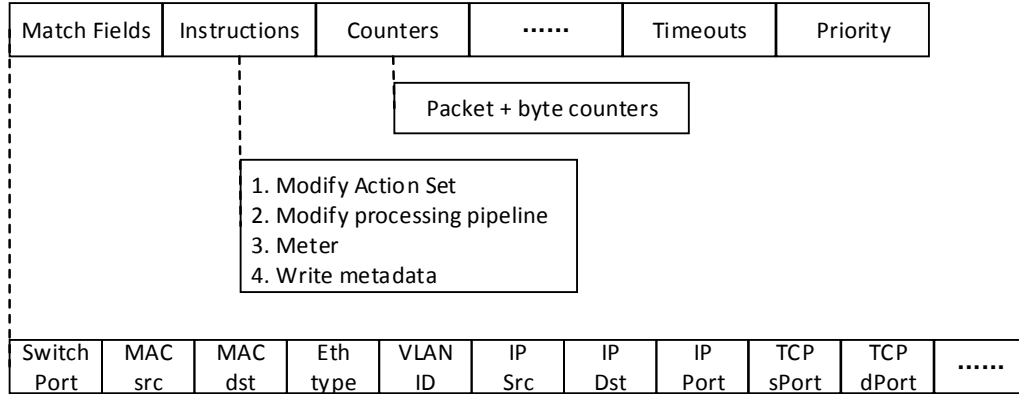 Match Fields Instructions Counters ...... Timeouts Priority
Packet + byte counters
1. Modify Action Set
2. Modify processing pipeline
3. Meter
4. Write metadata
Switch MAC MAC Eth VLAN IP IP IP TCP TCP ......
Port src dst type ID Src Dst Port sPort dPort